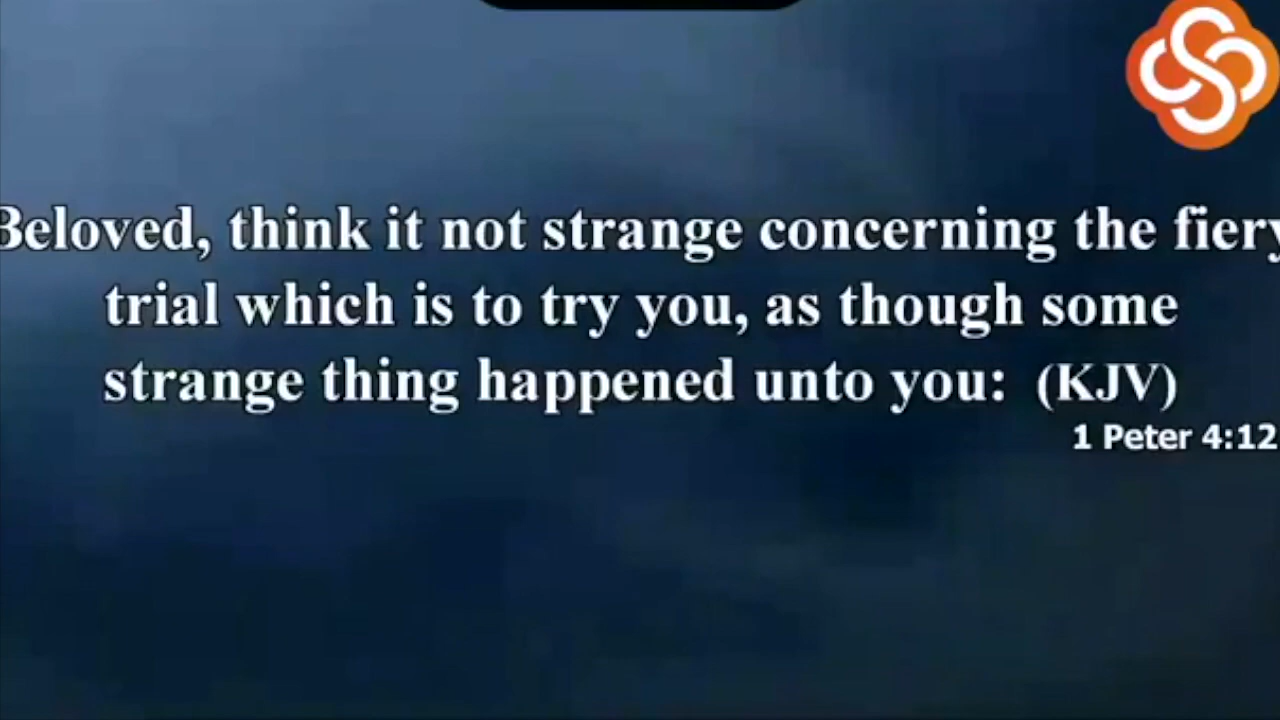 Beloved, think it not strange concerning the fiery
trial which is to try you, as though some
strange thing happened unto you: (KJV)
1 Peter 4:12